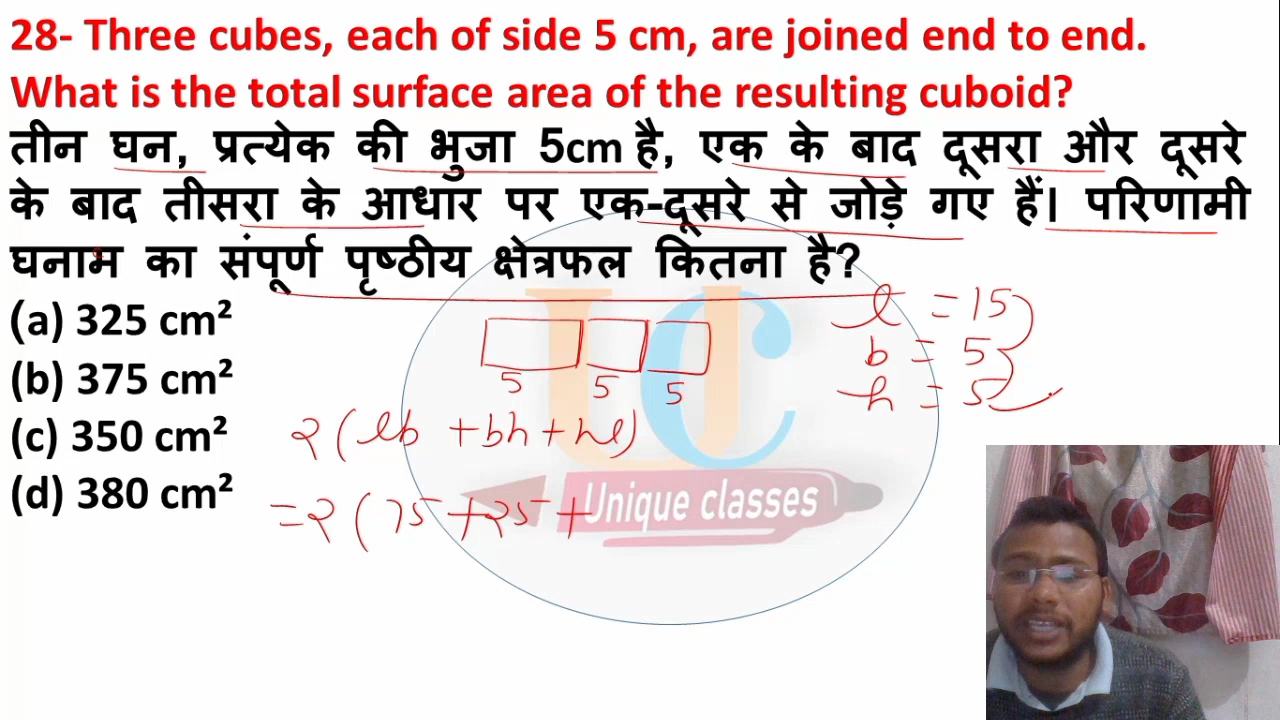 28- Three cubes, each of side 5 cm, are joined end to end.
What is the total surface area of the resulting cuboid?
तीन घन, प्रत्येक की भुजा 5cm है, एक के बाद दूसरा और दूसरे
के बाद तीसरा के आधार पर एक-दूसरे से जोड़े गए हैं। परिणामी
घनाम का संपूर्ण पृष्ठीय क्षेत्रफल कितना है?
(a) 325 cm²
(b) 375 cm²
(c) 350 cm²
(d) 380 cm²
5 5 5
l = 15
b = 5
h = 5
2 (lb + bh + hl)
= 2 (75 + 25 +
UC
Unique classes